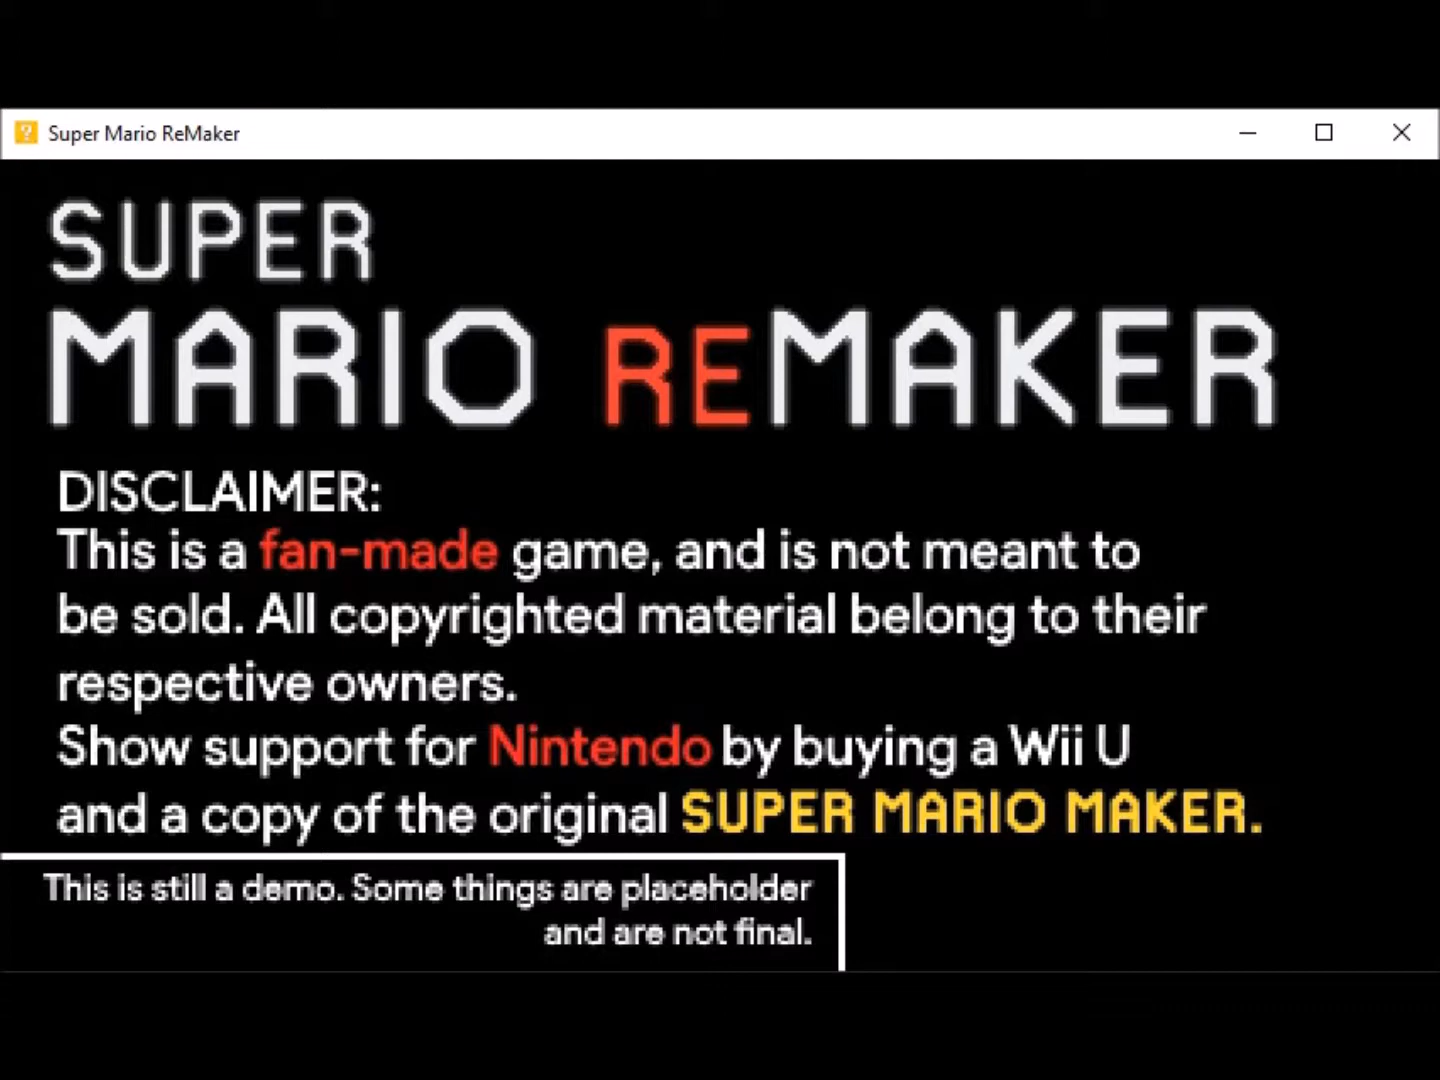 Super Mario ReMaker
SUPER
MARIO REMAKER
DISCLAIMER:
This is a fan-made game, and is not meant to
be sold. All copyrighted material belong to their
respective owners.
Show support for Nintendo by buying a Wii U
and a copy of the original SUPER MARIO MAKER.
This is still a demo. Some things are placeholder
and are not final.